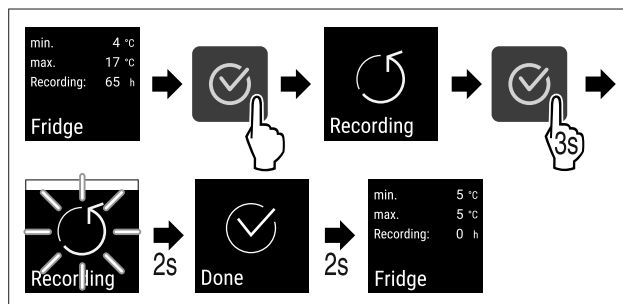 min. 4 °C
max. 17 °C
Recording: 65 h
Fridge
Recording
3s
Recording
2s
Done
2s
min. 5 °C
max. 5 °C
Recording: 0 h
Fridge